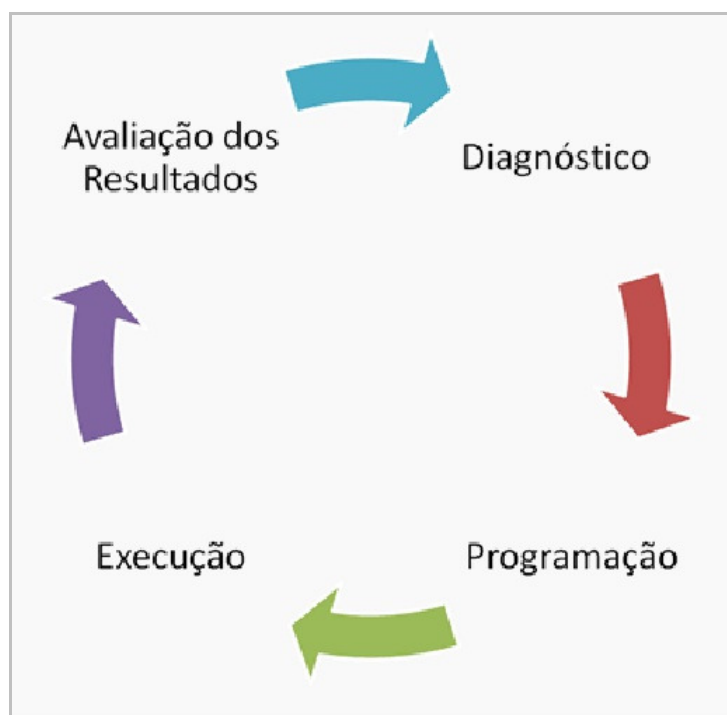 Avaliação dos
Resultados
Diagnóstico
Execução
Programação